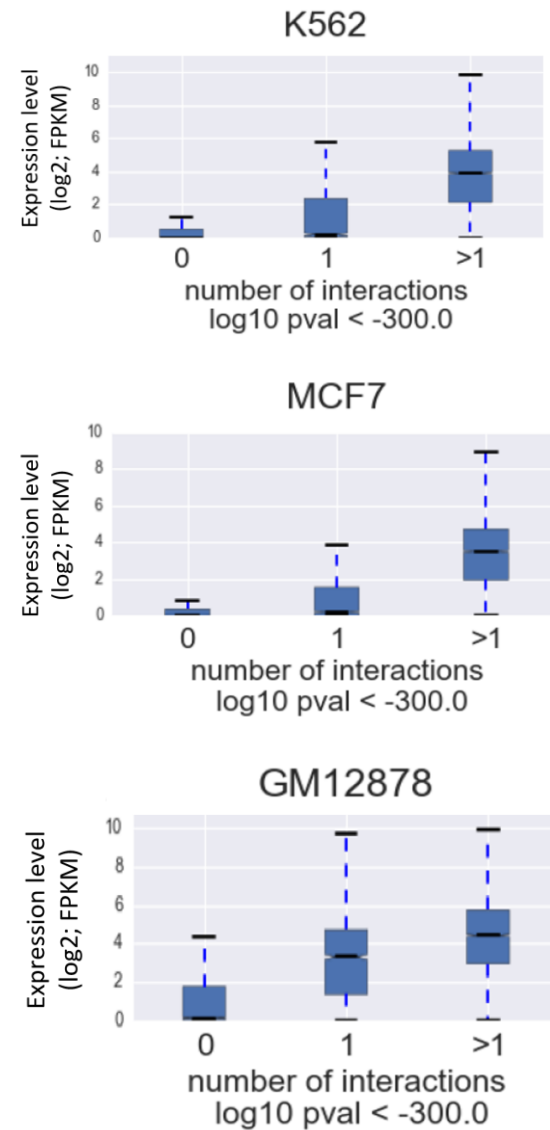 K562
Expression level
(log2; FPKM)
10
8
6
4
2
0
0 1 >1
number of interactions
log10 pval < -300.0
MCF7
Expression level
(log2; FPKM)
10
8
6
4
2
0
0 1 >1
number of interactions
log10 pval < -300.0
GM12878
Expression level
(log2; FPKM)
10
8
6
4
2
0
0 1 >1
number of interactions
log10 pval < -300.0